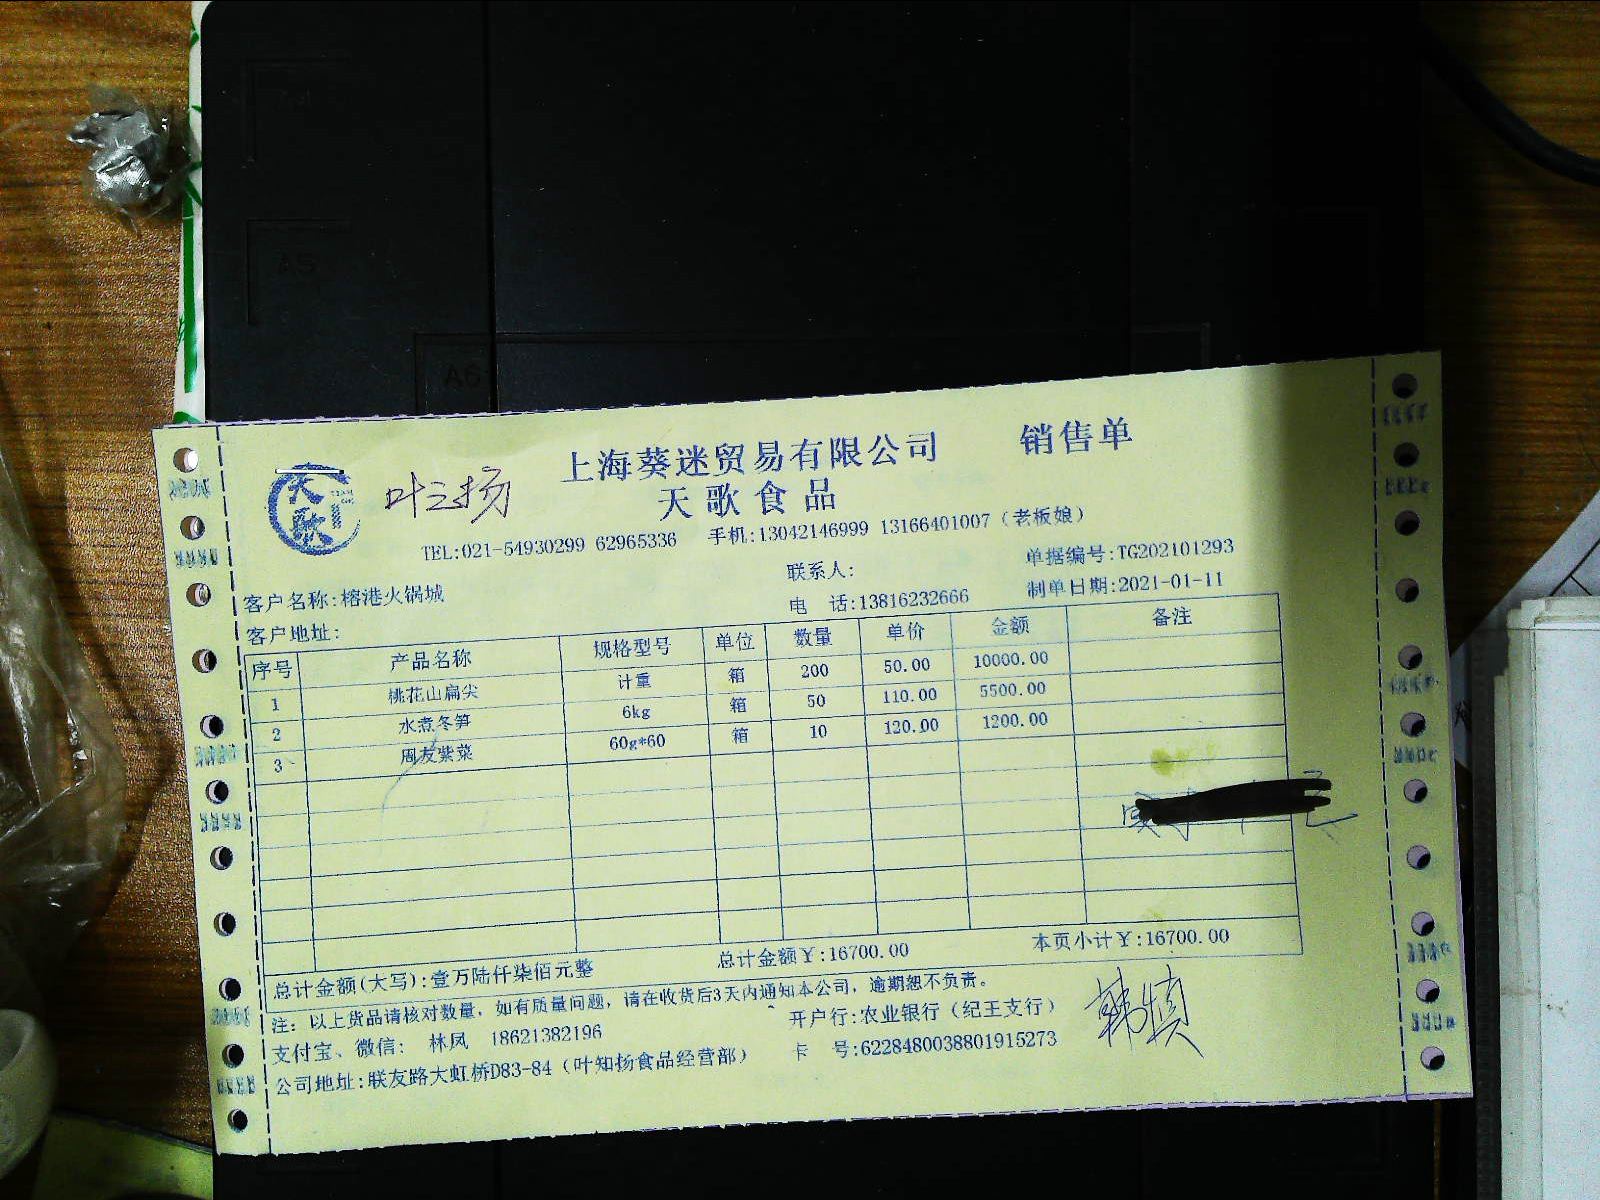 A5
A6
上海葵迷贸易有限公司 销售单
天歌
叶之扬
天歌食品
TEL:021-54930299 62965336 手机:13042146999 13166401007（老板娘）
联系人: 单据编号:TG202101293
客户名称:榕港火锅城 电 话:13816232666 制单日期:2021-01-11
客户地址:
序号 产品名称 规格型号 单位 数量 单价 金额 备注
1 桃花山扁尖 计重 箱 200 50.00 10000.00
2 水煮冬笋 6kg 箱 50 110.00 5500.00
3 周友紫菜 60g*60 箱 10 120.00 1200.00
总计金额(大写):壹万陆仟柒佰元整 总计金额￥:16700.00 本页小计￥:16700.00
注: 以上货品请核对数量，如有质量问题，请在收货后3天内通知本公司，逾期恕不负责。
支付宝、微信: 林凤 18621382196 开户行:农业银行（纪王支行）
公司地址:联友路大虹桥D83-84（叶知扬食品经营部） 卡 号:6228480038801915273